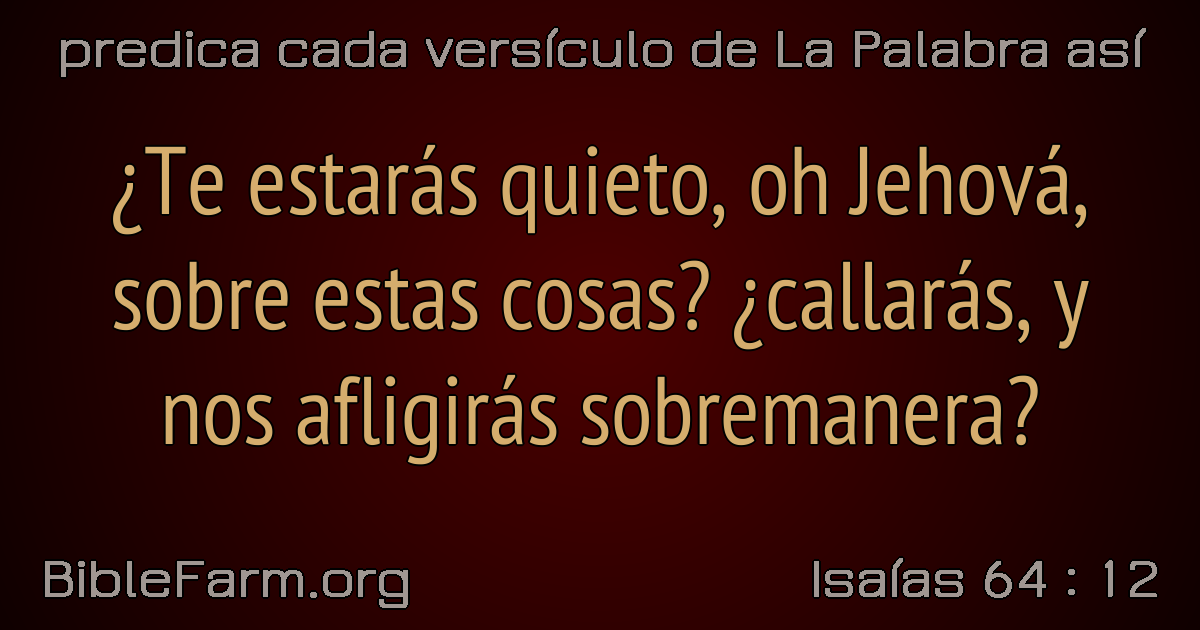 predica cada versículo de La Palabra así
¿Te estarás quieto, oh Jehová,
sobre estas cosas? ¿callarás, y
nos afligirás sobremanera?
BibleFarm.org
Isaías 64 : 12